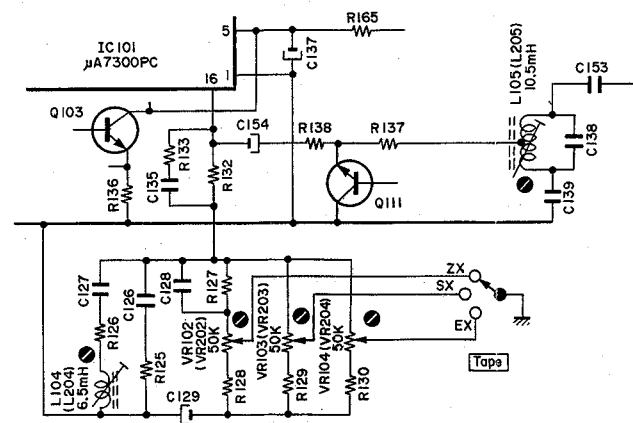 IC101
μA7300PC
5
1
16
R165
C137
Q103
C154
R138
R137
L105(L205)
10.5mH
C153
C138
C139
R133
C135
R132
R136
Q111
C127
C126
C128
R127
ZX
SX
EX
R126
VR102
(VR202)
50K
VR103(VR203)
50K
VR104(VR204)
50K
Tape
L104
(L204)
6.5mH
R125
C129
R128
R129
R130